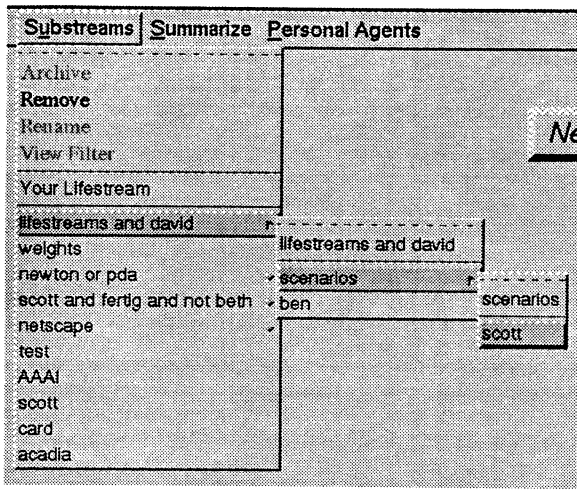 Substreams Summarize Personal Agents
Archive
Remove
Rename
View Filter
Ne
Your Lifestream
lifestreams and david
weights
newton or pda
scott and fertig and not beth
netscape
test
AAAI
scott
card
acadia
lifestreams and david
scenarios
ben
scenarios
scott